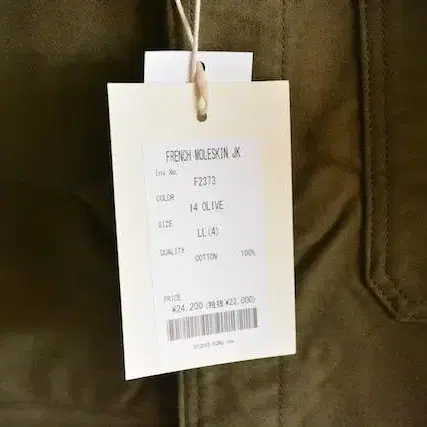 FRENCH MOLESKIN JK
Inv No.
F2373
COLOR
14 OLIVE
SIZE
LL(4)
QUALITY
COTTON 100%
PRICE
¥24,200(税抜¥22,000)